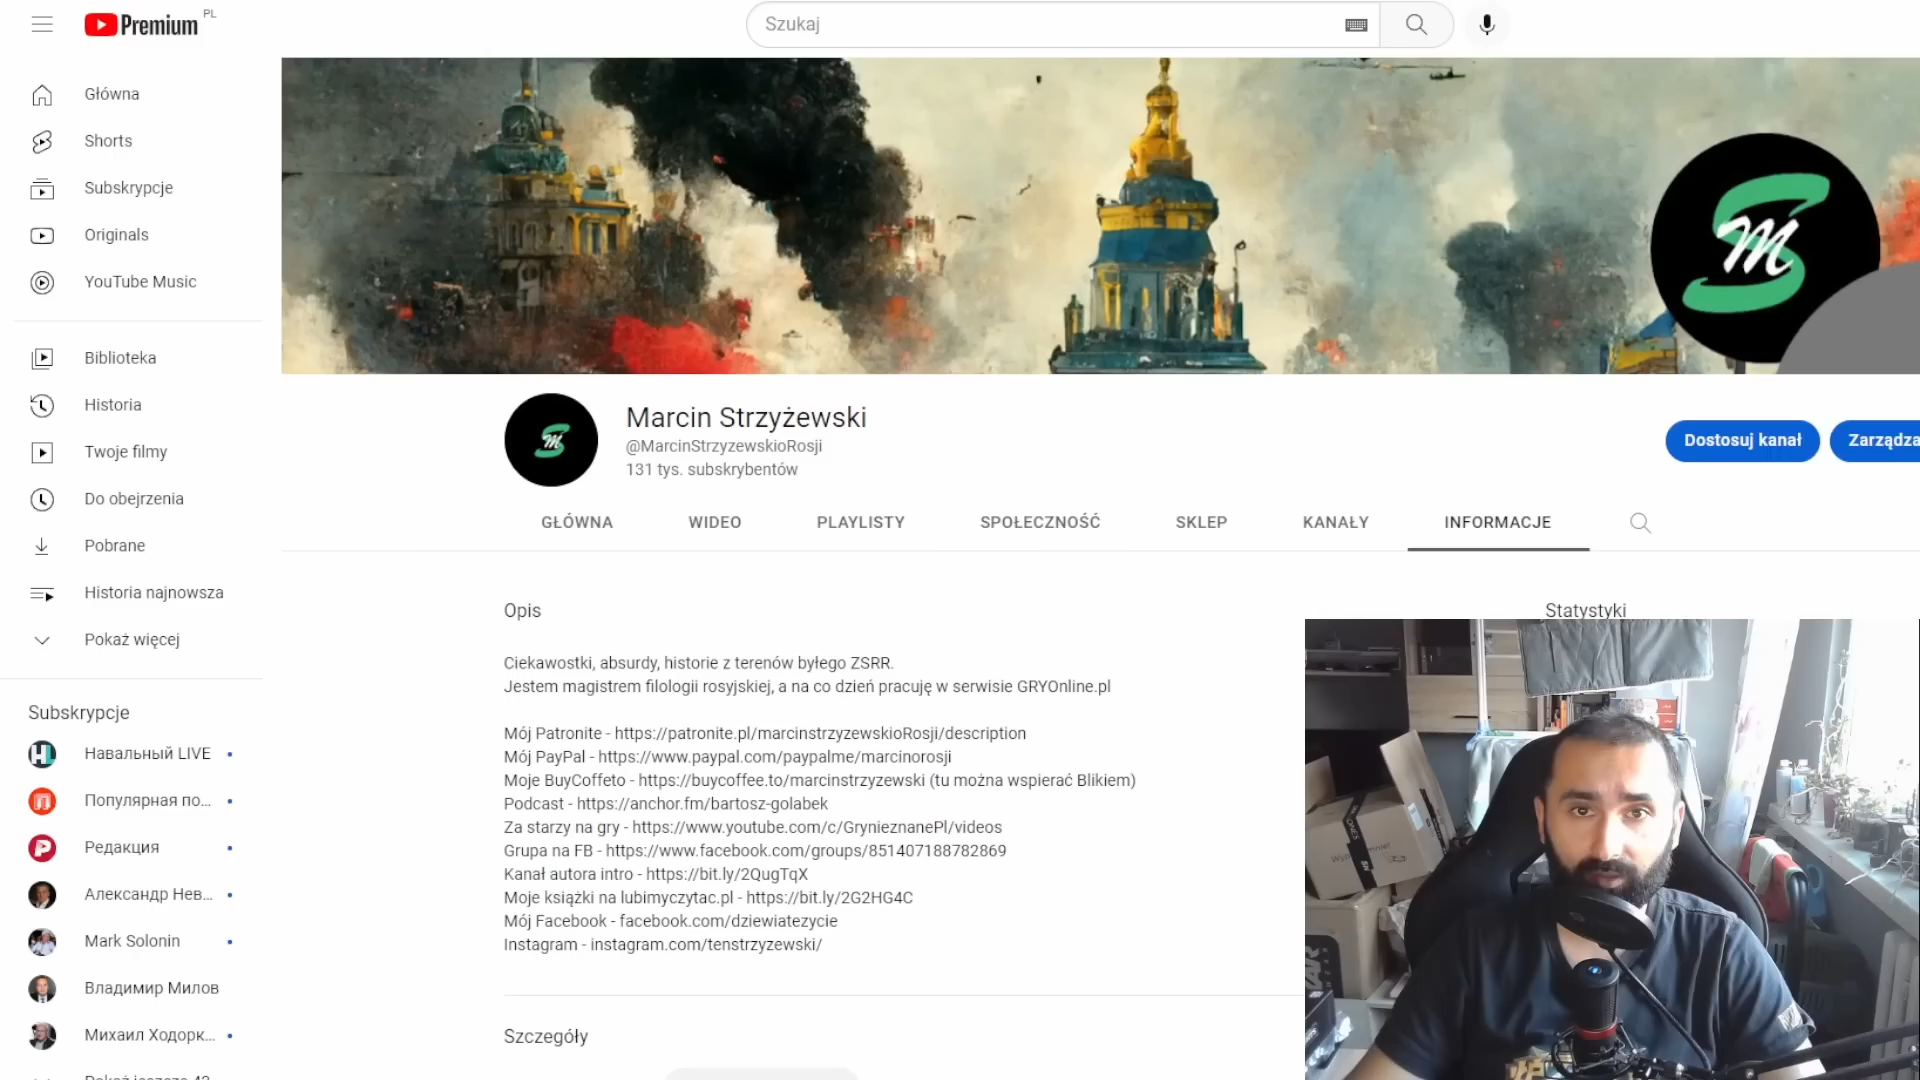 Premium PL
Szukaj
Główna
Shorts
Subskrypcje
Originals
YouTube Music
Biblioteka
Historia
Twoje filmy
Do obejrzenia
Pobrane
Historia najnowsza
Pokaż więcej
Subskrypcje
Навальный LIVE
Популярная по...
Редакция
Александр Нев...
Mark Solonin
Владимир Милов
Михаил Ходорк...
Marcin Strzyżewski
@MarcinStrzyzewskioRosji
131 tys. subskrybentów
Dostosuj kanał
Zarządza
GŁÓWNA
WIDEO
PLAYLISTY
SPOŁECZNOŚĆ
SKLEP
KANAŁY
INFORMACJE
Opis
Ciekawostki, absurdy, historie z terenów byłego ZSRR.
Jestem magistrem filologii rosyjskiej, a na co dzień pracuję w serwisie GRYOnline.pl
Mój Patronite - https://patronite.pl/marcinstrzyzewskioRosji/description
Mój PayPal - https://www.paypal.com/paypalme/marcinorosji
Moje BuyCoffeto - https://buycoffee.to/marcinstrzyzewski (tu można wspierać Blikiem)
Podcast - https://anchor.fm/bartosz-golabek
Za starzy na gry - https://www.youtube.com/c/GrynieznanePl/videos
Grupa na FB - https://www.facebook.com/groups/851407188782869
Kanał autora intro - https://bit.ly/2QugTqX
Moje książki na lubimyczytac.pl - https://bit.ly/2G2HG4C
Mój Facebook - facebook.com/dziewiatezycie
Instagram - instagram.com/tenstrzyzewski/
Szczegóły
Statystyki